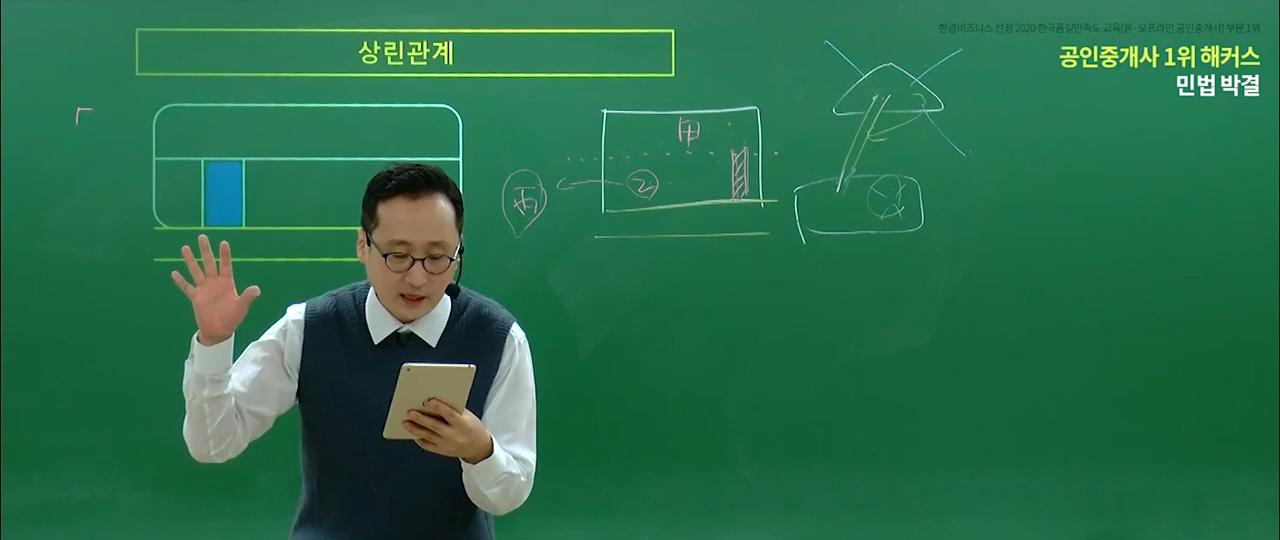 한경비즈니스 선정 2020 한국품질만족도 교육(온·오프라인 공인중개사) 부문 1위
상린관계
공인중개사 1위 해커스
민법 박결
甲
丙
乙